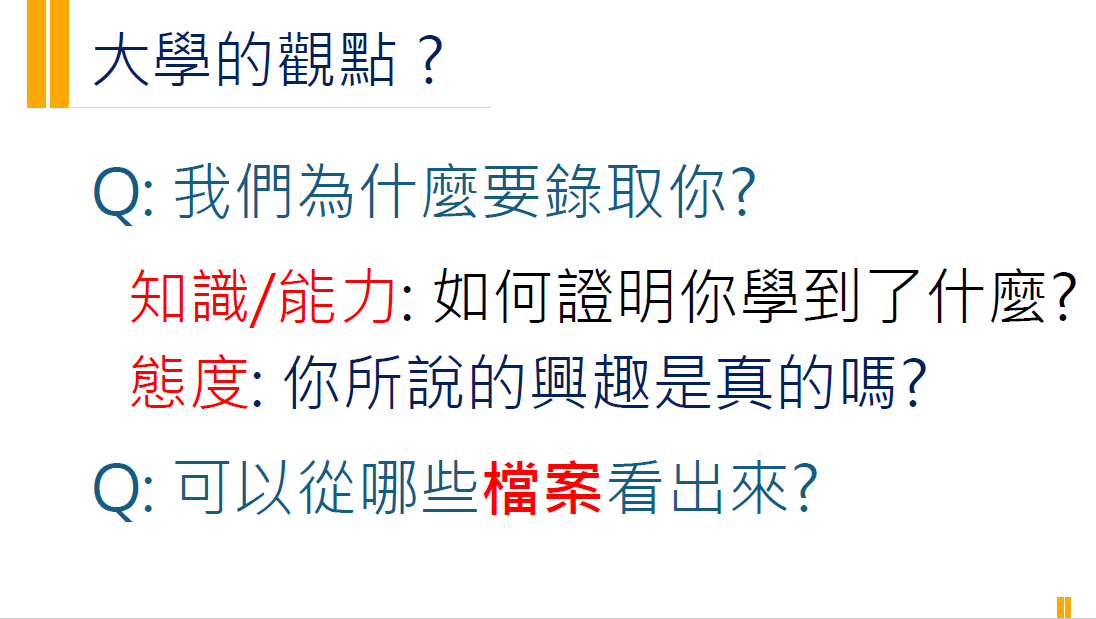 大學的觀點？
Q: 我們為什麼要錄取你?
知識/能力: 如何證明你學到了什麼?
態度: 你所說的興趣是真的嗎?
Q: 可以從哪些檔案看出來?